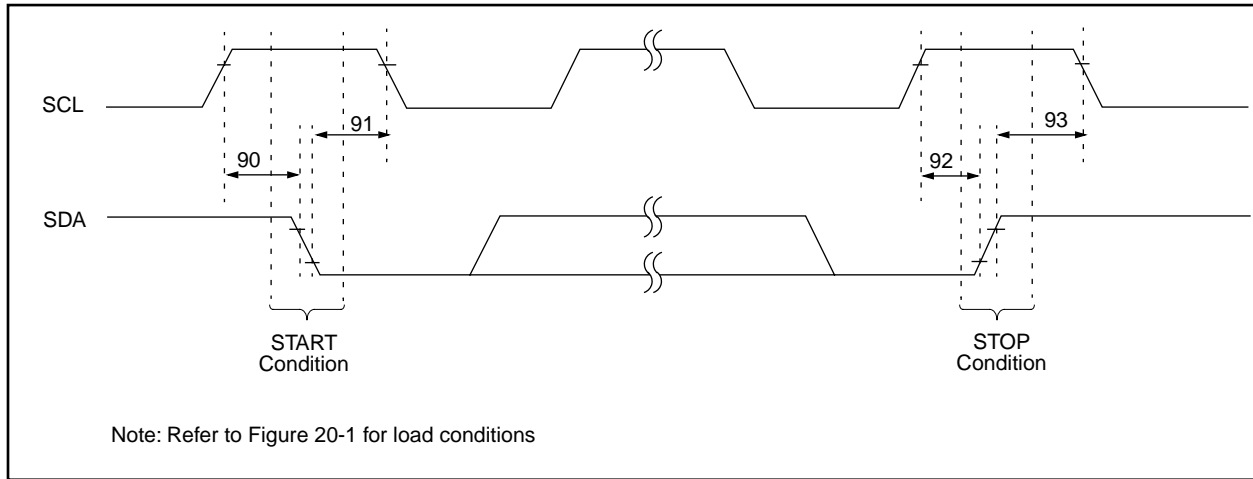 SCL
91
93
90
92
SDA
START
Condition
STOP
Condition
Note: Refer to Figure 20-1 for load conditions